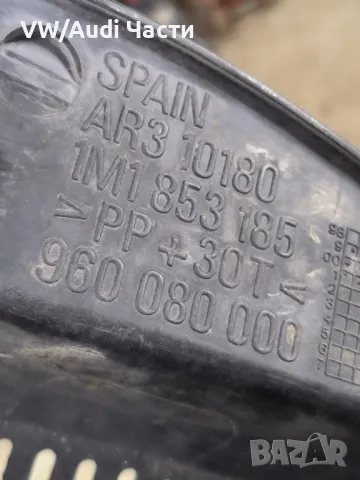 VW/Audi Части
SPAIN
AR3 10180
1M1 853 185
>PP + 30T<
960 080 000
BAZAR